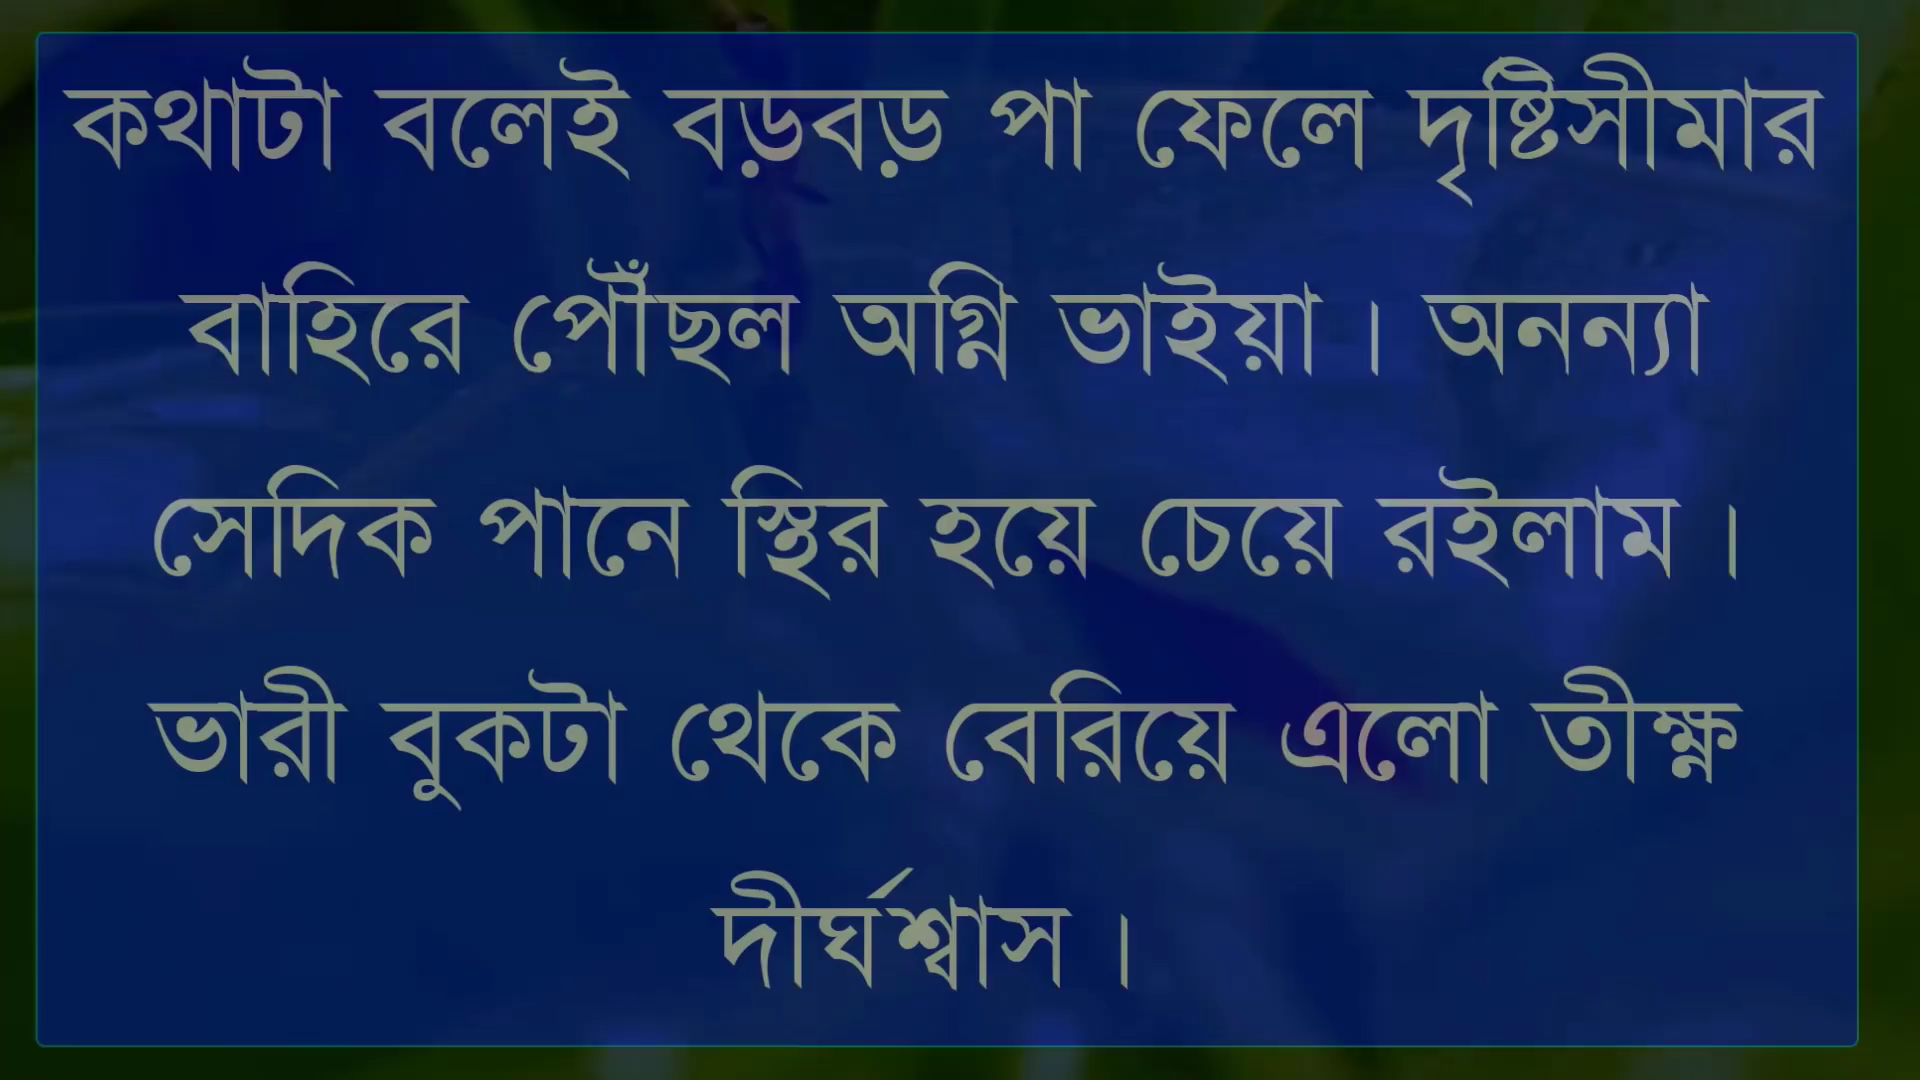 কথাটা বলেই বড়বড় পা ফেলে দৃষ্টিসীমার
বাহিরে পৌঁছল অগ্নি ভাইয়া । অনন্যা
সেদিক পানে স্থির হয়ে চেয়ে রইলাম ।
ভারী বুকটা থেকে বেরিয়ে এলো তীক্ষ্ণ
দীর্ঘশ্বাস ।